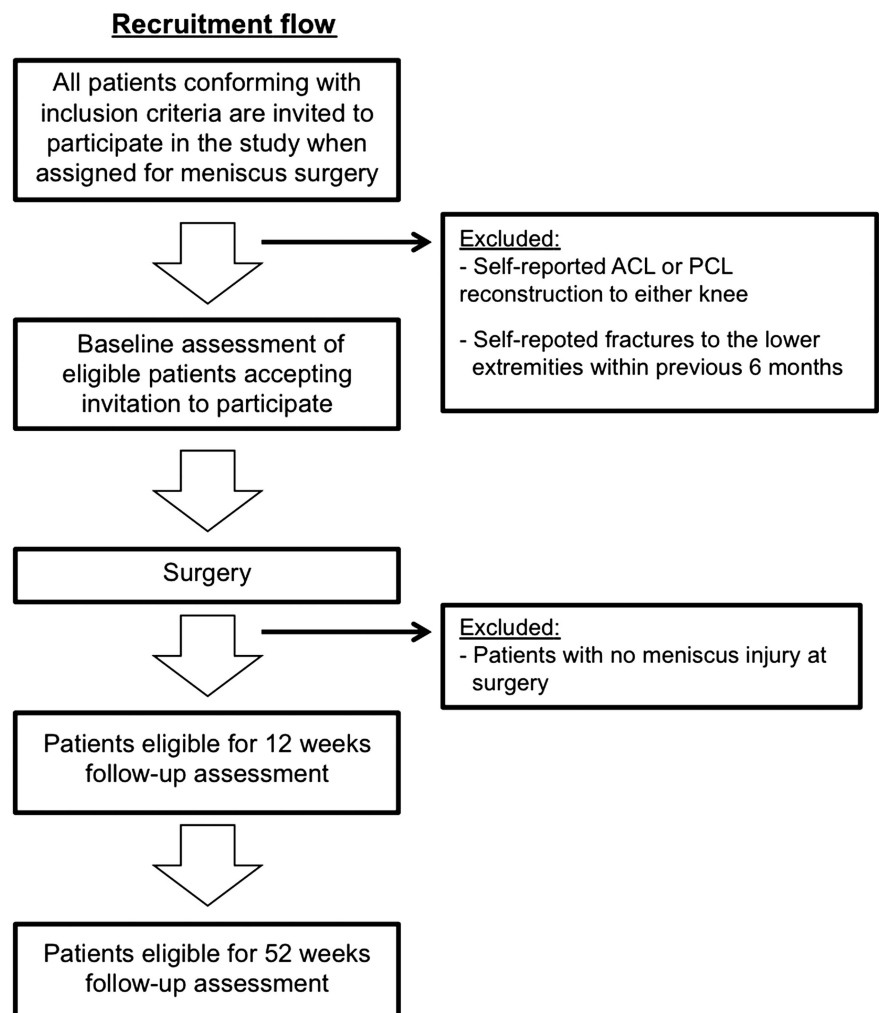 Recruitment flow
All patients conforming with
inclusion criteria are invited to
participate in the study when
assigned for meniscus surgery
Excluded:
- Self-reported ACL or PCL
reconstruction to either knee
- Self-repoted fractures to the lower
extremities within previous 6 months
Baseline assessment of
eligible patients accepting
invitation to participate
Surgery
Excluded:
- Patients with no meniscus injury at
surgery
Patients eligible for 12 weeks
follow-up assessment
Patients eligible for 52 weeks
follow-up assessment